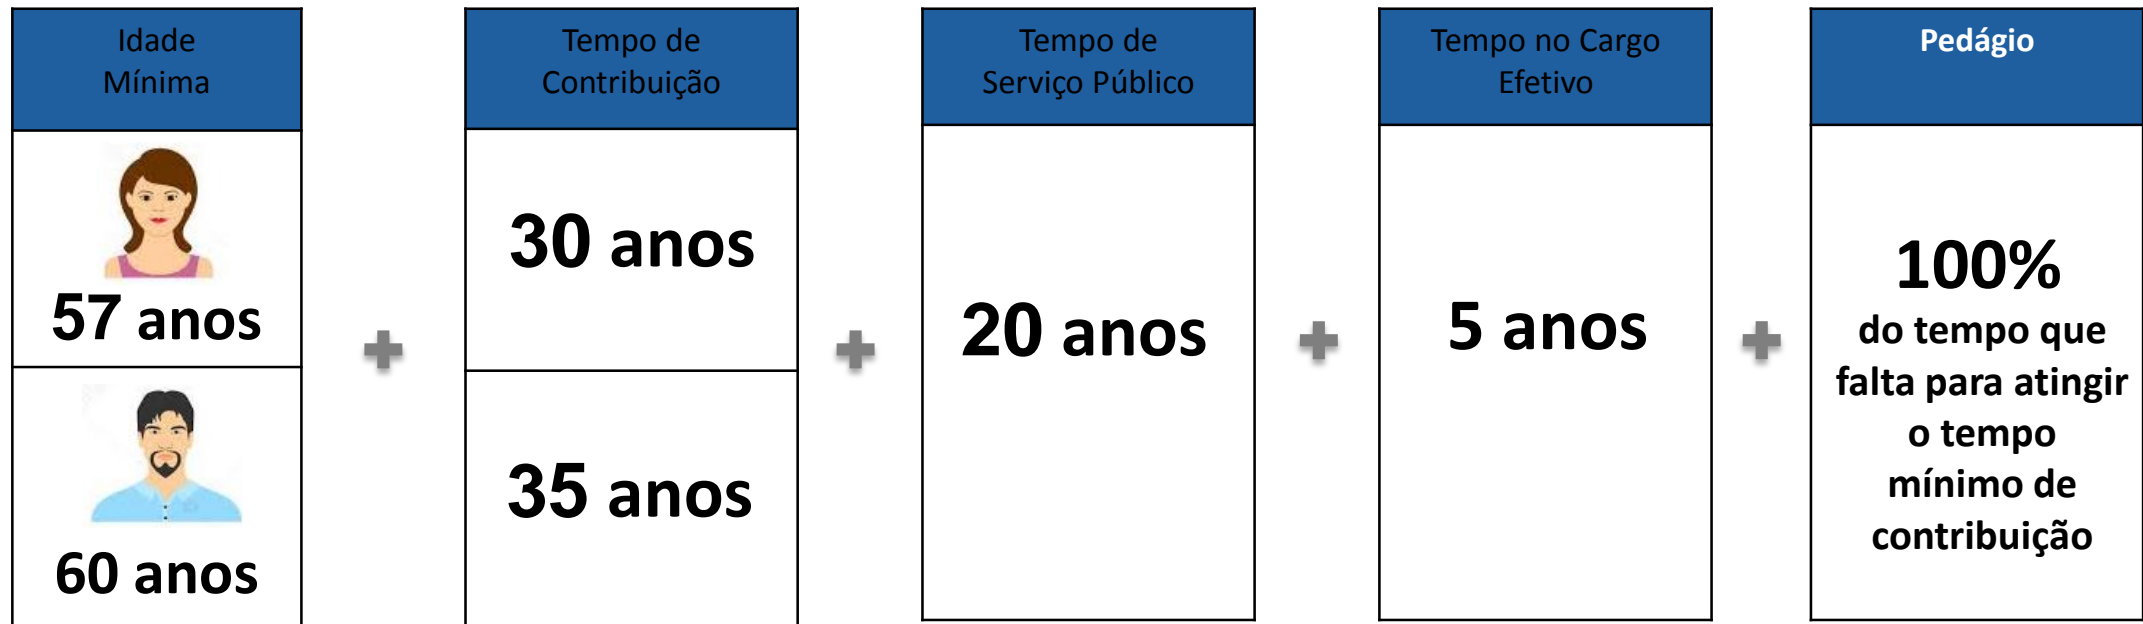 Idade
Mínima
57 anos
60 anos
Tempo de
Contribuição
30 anos
35 anos
Tempo de
Serviço Público
20 anos
Tempo no Cargo
Efetivo
5 anos
Pedágio
100%
do tempo que
falta para atingir
o tempo
mínimo de
contribuição